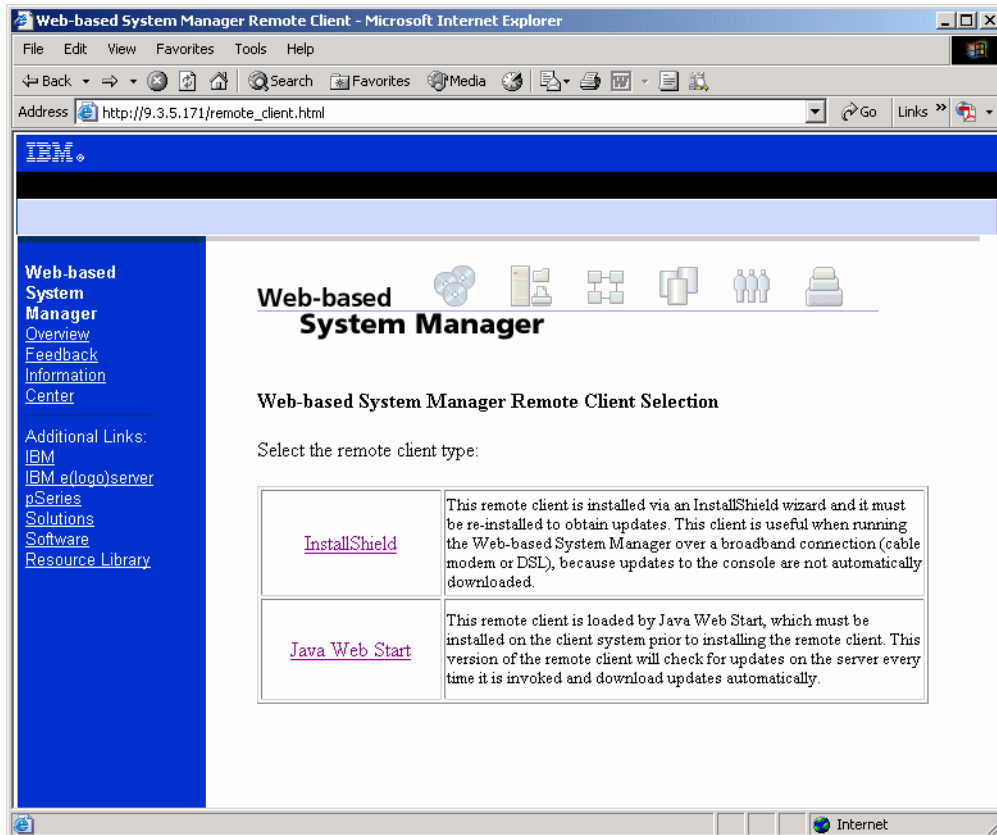 Web-based System Manager Remote Client - Microsoft Internet Explorer
File Edit View Favorites Tools Help
Back Search Favorites Media
Address http://9.3.5.171/remote_client.html Go Links »
IBM®
Web-based
System
Manager
Overview
Feedback
Information
Center
Additional Links:
IBM
IBM e(logo)server
pSeries
Solutions
Software
Resource Library
Web-based
System Manager
Web-based System Manager Remote Client Selection
Select the remote client type:
InstallShield
This remote client is installed via an InstallShield wizard and it must
be re-installed to obtain updates. This client is useful when running
the Web-based System Manager over a broadband connection (cable
modem or DSL), because updates to the console are not automatically
downloaded.
Java Web Start
This remote client is loaded by Java Web Start, which must be
installed on the client system prior to installing the remote client. This
version of the remote client will check for updates on the server every
time it is invoked and download updates automatically.
Internet